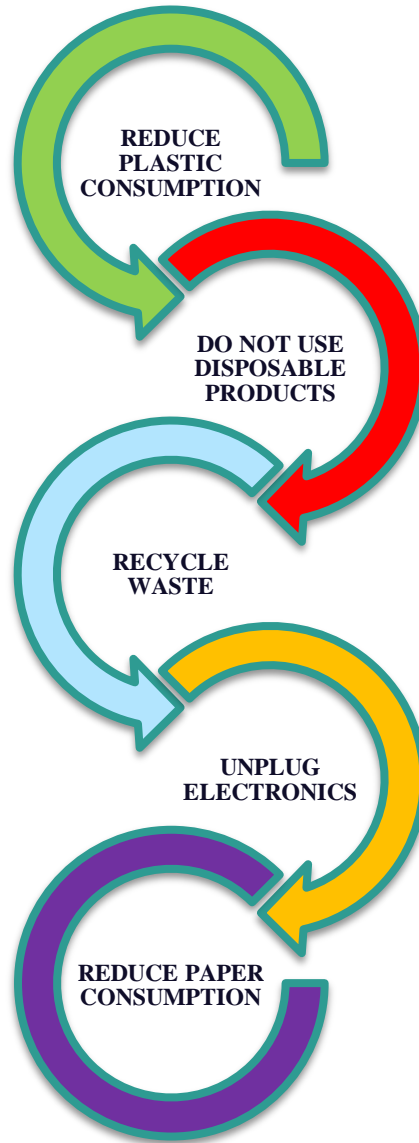 REDUCE
PLASTIC
CONSUMPTION
DO NOT USE
DISPOSABLE
PRODUCTS
RECYCLE
WASTE
UNPLUG
ELECTRONICS
REDUCE PAPER
CONSUMPTION